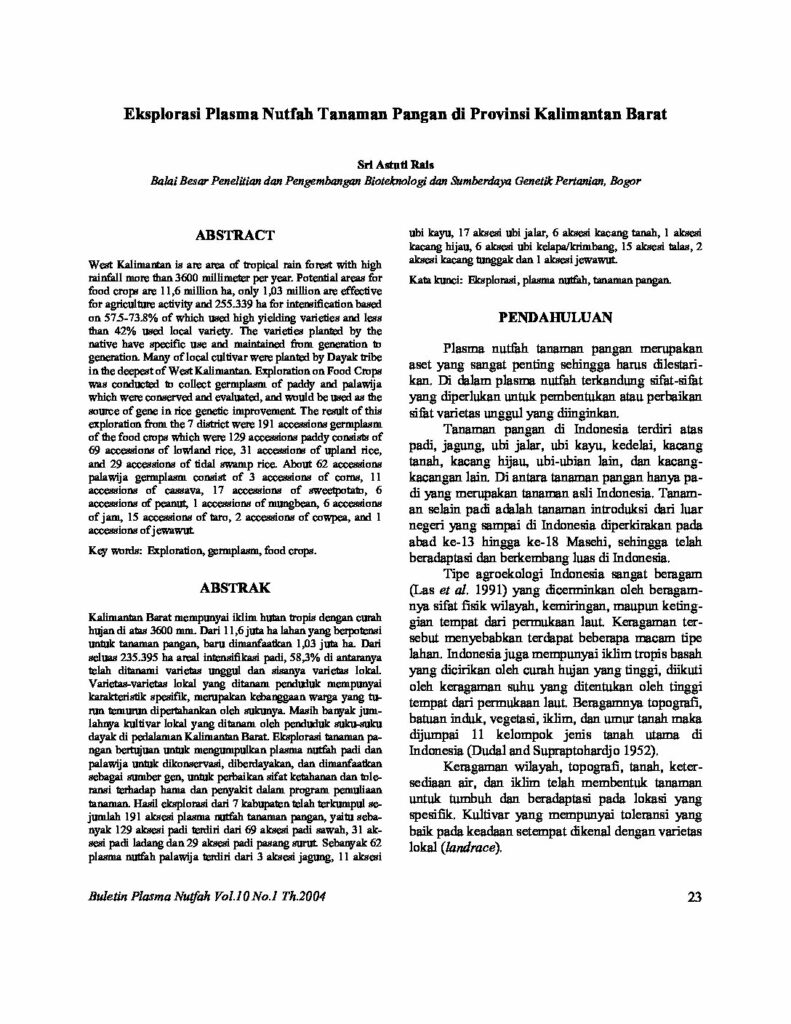 Eksplorasi Plasma Nutfah Tanaman Pangan di Provinsi Kalimantan Barat
Sri Astuti Rais
Balai Besar Penelitian dan Pengembangan Bioteknologi dan Sumberdaya Genetik Pertanian, Bogor
ABSTRACT
West Kalimantan is are area of tropical rain forest with high
rainfall more than 3600 millimeter per year. Potential areas for
food crops are 11,6 million ha, only 1,03 million are effective
for agriculture activity and 255.339 ha for intensification based
on 57.5-73.8% of which used high yielding varieties and less
than 42% used local variety. The varieties planted by the
native have specific use and maintained from generation to
generation. Many of local cultivar were planted by Dayak tribe
in the deepest of West Kalimantan. Exploration on Food Crops
was conducted to collect germplasm of paddy and palawija
which were conserved and evaluated, and would be used as the
source of gene in rice genetic improvement. The result of this
exploration from the 7 district were 191 accessions germplasm
of the food crops which were 129 accessions paddy consists of
69 accessions of lowland rice, 31 accessions of upland rice,
and 29 accessions of tidal swamp rice. About 62 accessions
palawija germplasm consist of 3 accessions of corns, 11
accessions of cassava, 17 accessions of sweetpotato, 6
accessions of peanut, 1 accessions of mungbean, 6 accessions
of jam, 15 accessions of taro, 2 accessions of cowpea, and 1
accessions of jewawut.
Key words: Exploration, germplasm, food crops.
ABSTRAK
Kalimantan Barat mempunyai iklim hutan tropis dengan curah
hujan di atas 3600 mm. Dari 11,6 juta ha lahan yang berpotensi
untuk tanaman pangan, baru dimanfaatkan 1,03 juta ha. Dari
seluas 235.395 ha areal intensifikasi padi, 58,3% di antaranya
telah ditanami varietas unggul dan sisanya varietas lokal.
Varietas-varietas lokal yang ditanam penduduk mempunyai
karakteristik spesifik, merupakan kebanggaan warga yang tu-
run temurun dipertahankan oleh sukunya. Masih banyak jum-
lahnya kultivar lokal yang ditanam oleh penduduk suku-suku
dayak di pedalaman Kalimantan Barat. Eksplorasi tanaman pa-
ngan bertujuan untuk mengumpulkan plasma nutfah padi dan
palawija untuk dikonservasi, diberdayakan, dan dimanfaatkan
sebagai sumber gen, untuk perbaikan sifat ketahanan dan tole-
ransi terhadap hama dan penyakit dalam program pemuliaan
tanaman. Hasil eksplorasi dari 7 kabupaten telah terkumpul se-
jumlah 191 aksesi plasma nutfah tanaman pangan, yaitu seba-
nyak 129 aksesi padi terdiri dari 69 aksesi padi sawah, 31 ak-
sesi padi ladang dan 29 aksesi padi pasang surut. Sebanyak 62
plasma nutfah palawija terdiri dari 3 aksesi jagung, 11 aksesi
ubi kayu, 17 aksesi ubi jalar, 6 aksesi kacang tanah, 1 aksesi
kacang hijau, 6 aksesi ubi kelapa/krimbang, 15 aksesi talas, 2
aksesi kacang tunggak dan 1 aksesi jewawut.
Kata kunci: Eksplorasi, plasma nutfah, tanaman pangan.
PENDAHULUAN
Plasma nutfah tanaman pangan merupakan
aset yang sangat penting sehingga harus dilestari-
kan. Di dalam plasma nutfah terkandung sifat-sifat
yang diperlukan untuk pembentukan atau perbaikan
sifat varietas unggul yang diinginkan.
Tanaman pangan di Indonesia terdiri atas
padi, jagung, ubi jalar, ubi kayu, kedelai, kacang
tanah, kacang hijau, ubi-ubian lain, dan kacang-
kacangan lain. Di antara tanaman pangan hanya pa-
di yang merupakan tanaman asli Indonesia. Tanam-
an selain padi adalah tanaman introduksi dari luar
negeri yang sampai di Indonesia diperkirakan pada
abad ke-13 hingga ke-18 Masehi, sehingga telah
beradaptasi dan berkembang luas di Indonesia.
Tipe agroekologi Indonesia sangat beragam
(Las et al. 1991) yang dicerminkan oleh beragam-
nya sifat fisik wilayah, kemiringan, maupun keting-
gian tempat dari permukaan laut. Keragaman ter-
sebut menyebabkan terdapat beberapa macam tipe
lahan. Indonesia juga mempunyai iklim tropis basah
yang dicirikan oleh curah hujan yang tinggi, diikuti
oleh keragaman suhu yang ditentukan oleh tinggi
tempat dari permukaan laut. Beragamnya topografi,
batuan induk, vegetasi, iklim, dan umur tanah maka
dijumpai 11 kelompok jenis tanah utama di
Indonesia (Dudal and Supraptohardjo 1952).
Keragaman wilayah, topografi, tanah, keter-
sediaan air, dan iklim telah membentuk tanaman
untuk tumbuh dan beradaptasi pada lokasi yang
spesifik. Kultivar yang mempunyai toleransi yang
baik pada keadaan setempat dikenal dengan varietas
lokal (landrace).
Buletin Plasma Nutfah Vol.10 No.1 Th.2004
23